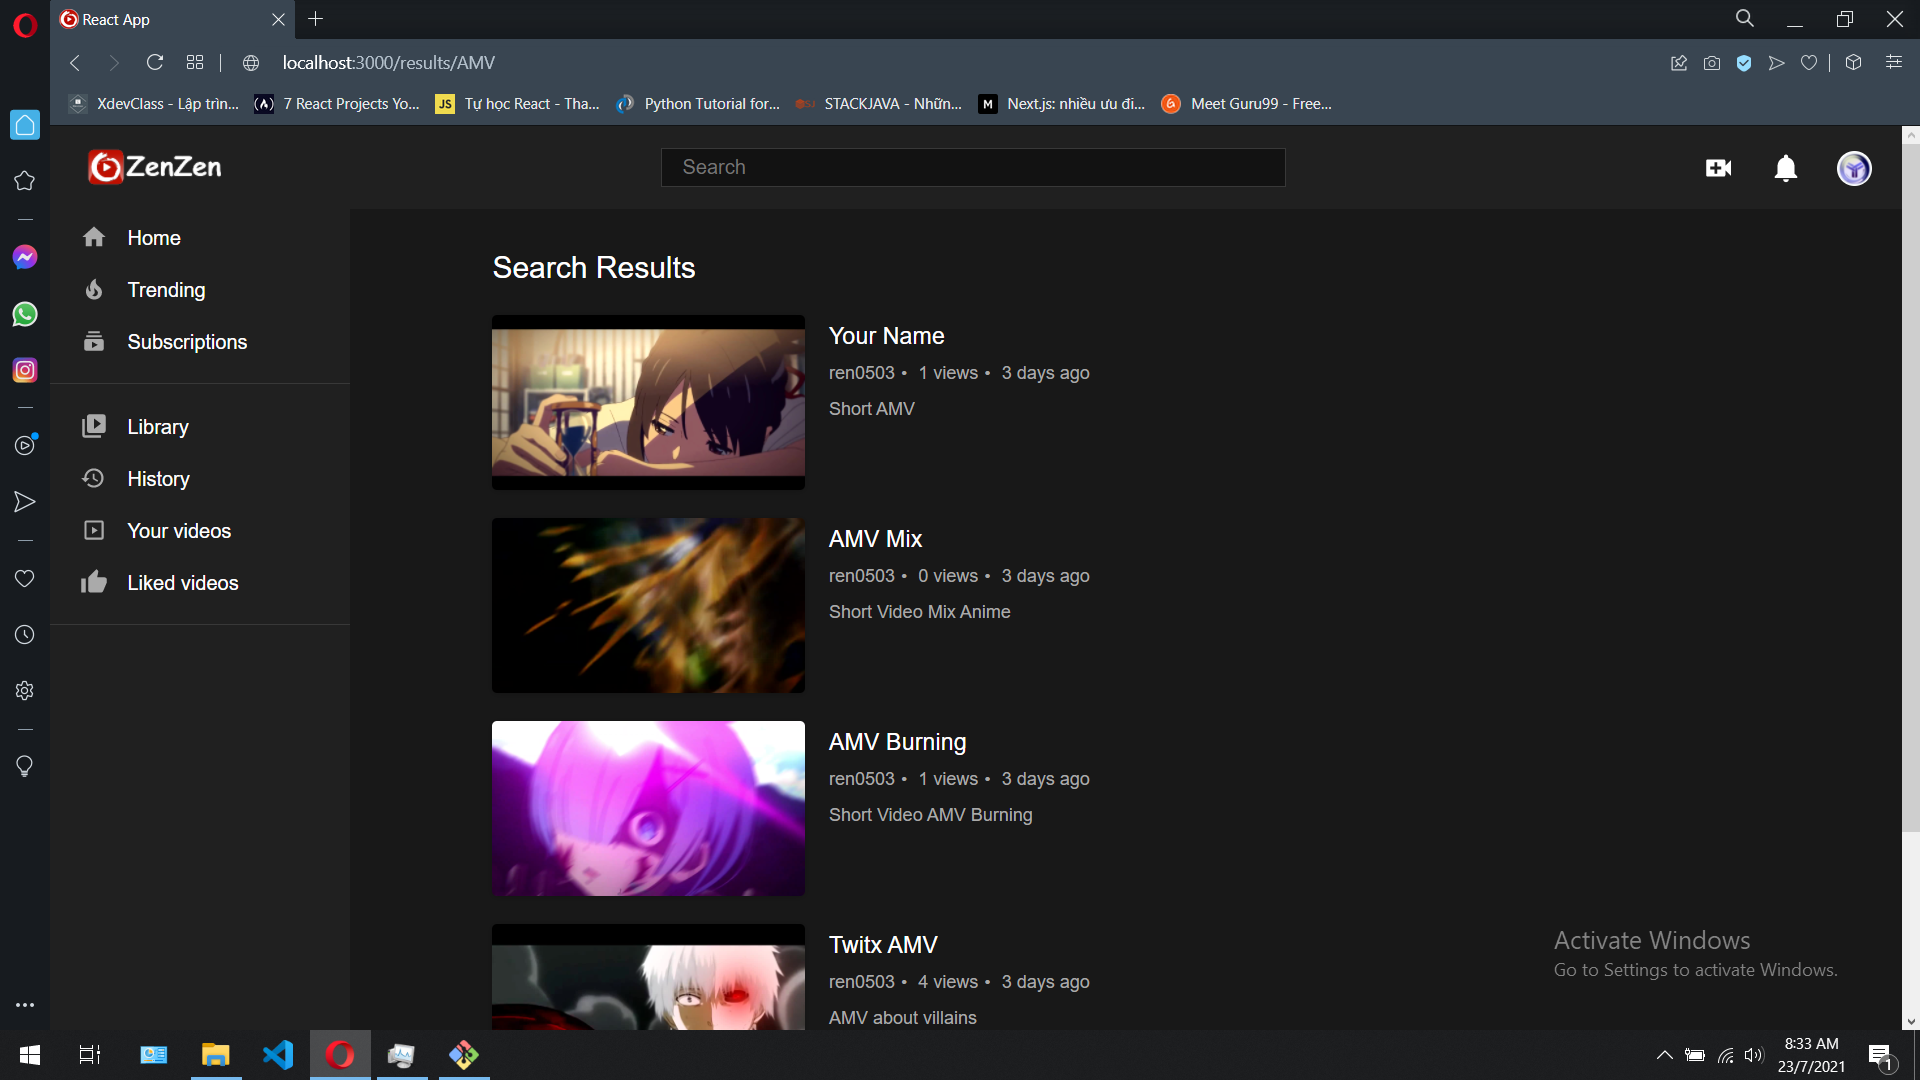 React App
localhost:3000/results/AMV
XdevClass - Lập trìn...
7 React Projects Yo...
JS
Tự học React - Tha...
Python Tutorial for...
STACKJAVA - Nhữn...
M
Next.js: nhiều ưu đi...
Meet Guru99 - Free...
ZenZen
Search
Home
Trending
Subscriptions
Library
History
Your videos
Liked videos
Search Results
Your Name
ren0503 • 1 views • 3 days ago
Short AMV
AMV Mix
ren0503 • 0 views • 3 days ago
Short Video Mix Anime
AMV Burning
ren0503 • 1 views • 3 days ago
Short Video AMV Burning
Twitx AMV
ren0503 • 4 views • 3 days ago
AMV about villains
Activate Windows
Go to Settings to activate Windows.
8:33 AM
23/7/2021
1